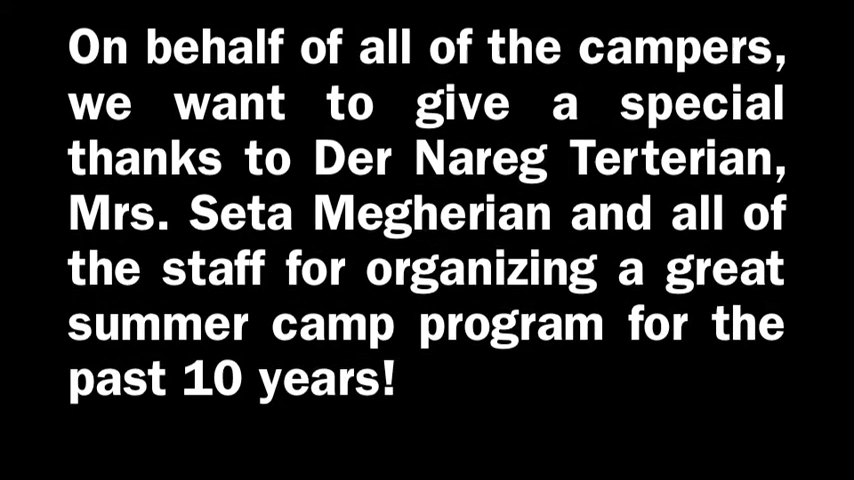 On behalf of all of the campers,
we want to give a special
thanks to Der Nareg Terterian,
Mrs. Seta Megherian and all of
the staff for organizing a great
summer camp program for the
past 10 years!